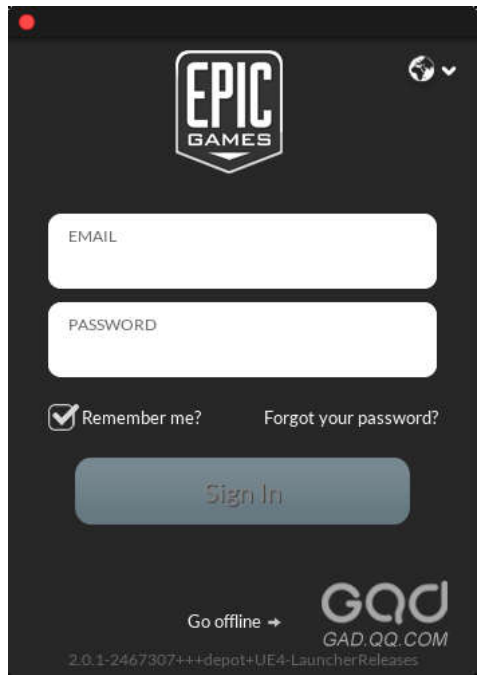 EPIC
GAMES
EMAIL
PASSWORD
Remember me? Forgot your password?
Sign In
Go offline
GAD
GAD.QQ.COM
2.0.1-2467307+++depot+UE4-LauncherReleases